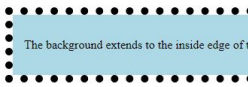 The background extends to the inside edge of